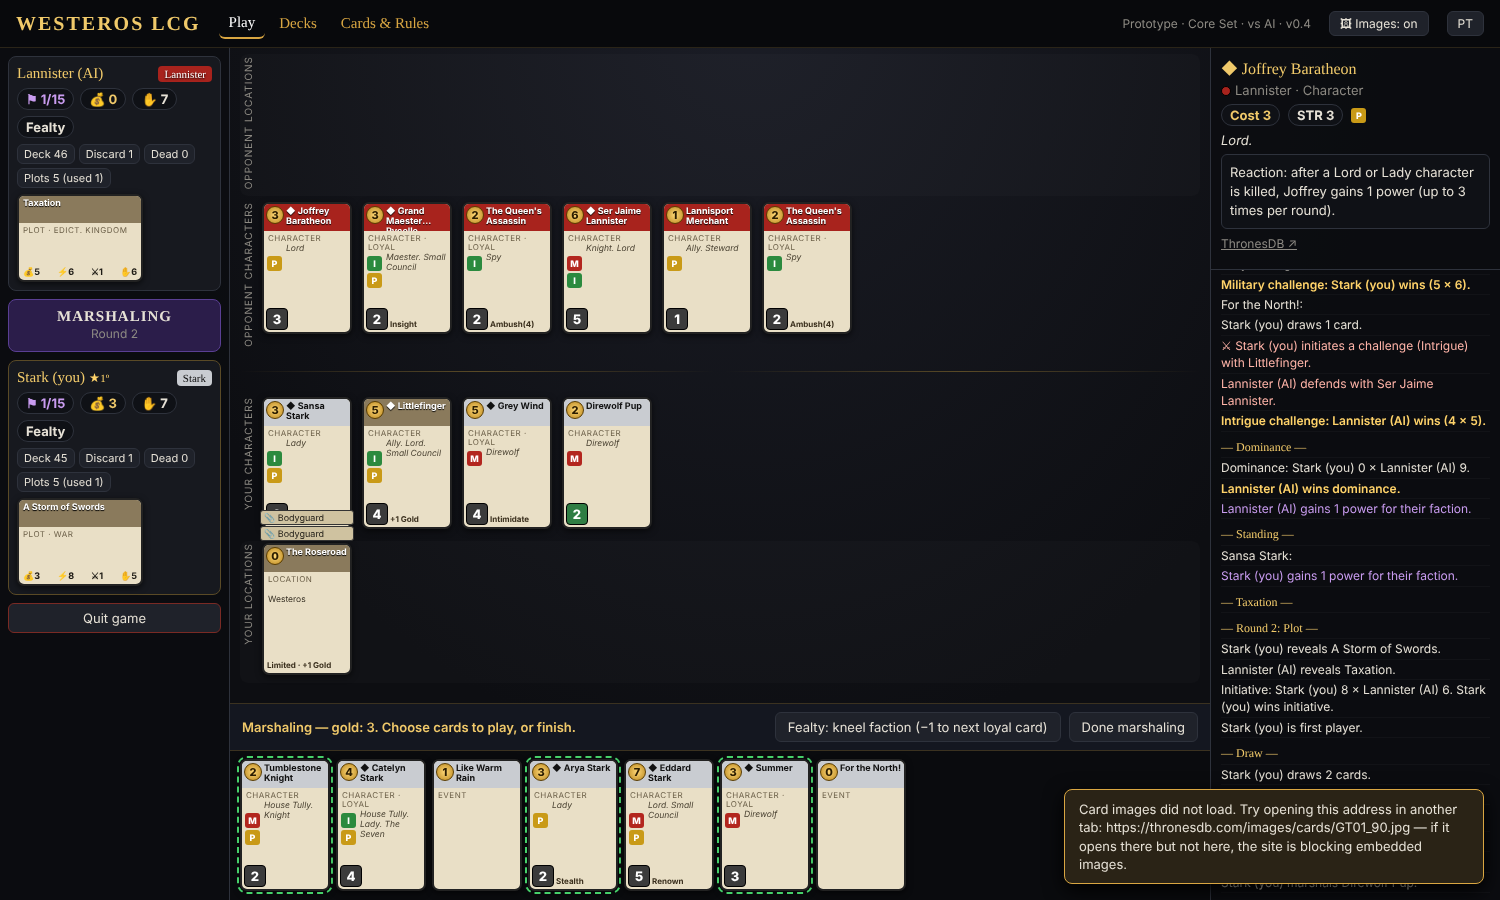 WESTEROS LCG
Play
Decks
Cards & Rules
Prototype · Core Set · vs AI · v0.4
🖼 Images: on
PT
Lannister (AI)
Lannister
⚑ 1/15
💰 0
✋ 7
Fealty
Deck 46
Discard 1
Dead 0
Plots 5 (used 1)
Taxation
PLOT · EDICT. KINGDOM
💰5 ⚡6 ⚔1 ✋6
MARSHALING
Round 2
Stark (you) ★1º
Stark
⚑ 1/15
💰 3
✋ 7
Fealty
Deck 45
Discard 1
Dead 0
Plots 5 (used 1)
A Storm of Swords
PLOT · WAR
💰3 ⚡8 ⚔1 ✋5
Quit game
OPPONENT LOCATIONS
OPPONENT CHARACTERS
3 ◆ Joffrey
Baratheon
CHARACTER
Lord
P
3
3 ◆ Grand
Maester...
CHARACTER ·
LOYAL
I Maester. Small
Council
P
2 Insight
2 The Queen's
Assassin
CHARACTER ·
LOYAL
I Spy
2 Ambush(4)
6 ◆ Ser Jaime
Lannister
CHARACTER
Knight. Lord
M
I
5
1 Lannisport
Merchant
CHARACTER
Ally. Steward
P
1
2 The Queen's
Assassin
CHARACTER ·
LOYAL
I Spy
2 Ambush(4)
YOUR CHARACTERS
3 ◆ Sansa
Stark
CHARACTER
Lady
I
P
📎 Bodyguard
📎 Bodyguard
5 ◆ Littlefinger
CHARACTER
Ally. Lord.
Small Council
I
P
4 +1 Gold
5 ◆ Grey Wind
CHARACTER ·
LOYAL
M Direwolf
4 Intimidate
2 Direwolf Pup
CHARACTER
Direwolf
M
2
YOUR LOCATIONS
0 The Roseroad
LOCATION
Westeros
Limited · +1 Gold
Marshaling — gold: 3. Choose cards to play, or finish.
Fealty: kneel faction (−1 to next loyal card)
Done marshaling
2 Tumblestone
Knight
CHARACTER
House Tully.
Knight
M
P
2
4 ◆ Catelyn
Stark
CHARACTER ·
LOYAL
House Tully.
Lady. The
Seven
I
P
4
1 Like Warm
Rain
EVENT
3 ◆ Arya Stark
CHARACTER
Lady
P
2 Stealth
7 ◆ Eddard
Stark
CHARACTER
Lord. Small
Council
M
P
5 Renown
3 ◆ Summer
CHARACTER ·
LOYAL
M Direwolf
3
0 For the North!
EVENT
◆ Joffrey Baratheon
Lannister · Character
Cost 3
STR 3
P
Lord.
Reaction: after a Lord or Lady character
is killed, Joffrey gains 1 power (up to 3
times per round).
ThronesDB ↗
Military challenge: Stark (you) wins (5 × 6).
For the North!:
Stark (you) draws 1 card.
⚔ Stark (you) initiates a challenge (Intrigue)
with Littlefinger.
Lannister (AI) defends with Ser Jaime
Lannister.
Intrigue challenge: Lannister (AI) wins (4 × 5).
— Dominance —
Dominance: Stark (you) 0 × Lannister (AI) 9.
Lannister (AI) wins dominance.
Lannister (AI) gains 1 power for their faction.
— Standing —
Sansa Stark:
Stark (you) gains 1 power for their faction.
— Taxation —
— Round 2: Plot —
Stark (you) reveals A Storm of Swords.
Lannister (AI) reveals Taxation.
Initiative: Stark (you) 8 × Lannister (AI) 6. Stark
(you) wins initiative.
Stark (you) is first player.
— Draw —
Stark (you) draws 2 cards.
Card images did not load. Try opening this address in another
tab: https://thronesdb.com/images/cards/GT01_90.jpg — if it
opens there but not here, the site is blocking embedded
images.
Stark (you) marshals Direwolf Pup.